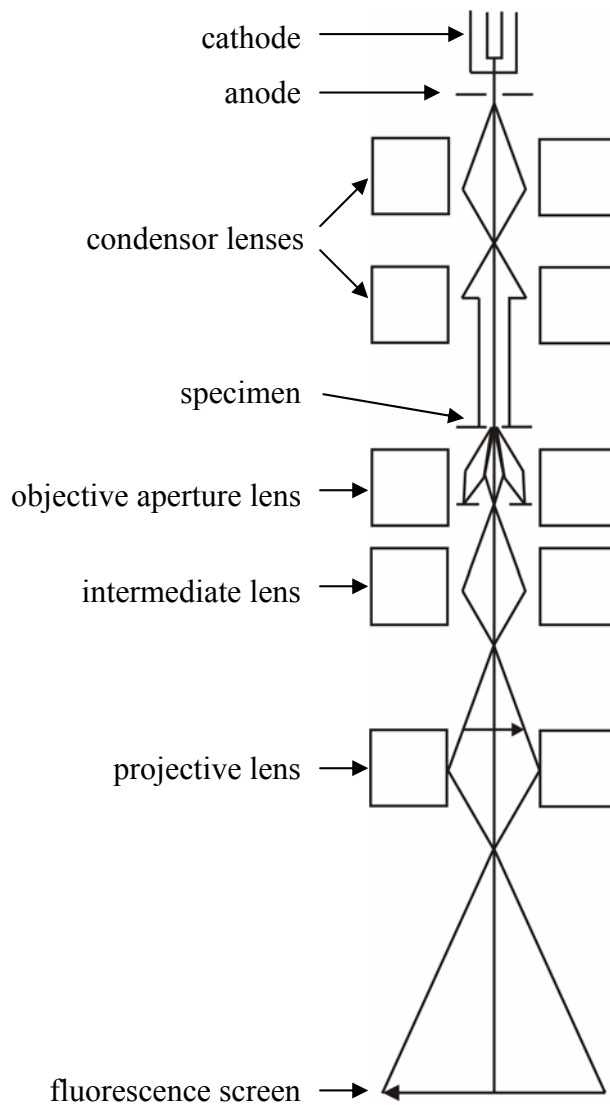 cathode
anode
condensor lenses
specimen
objective aperture lens
intermediate lens
projective lens
fluorescence screen